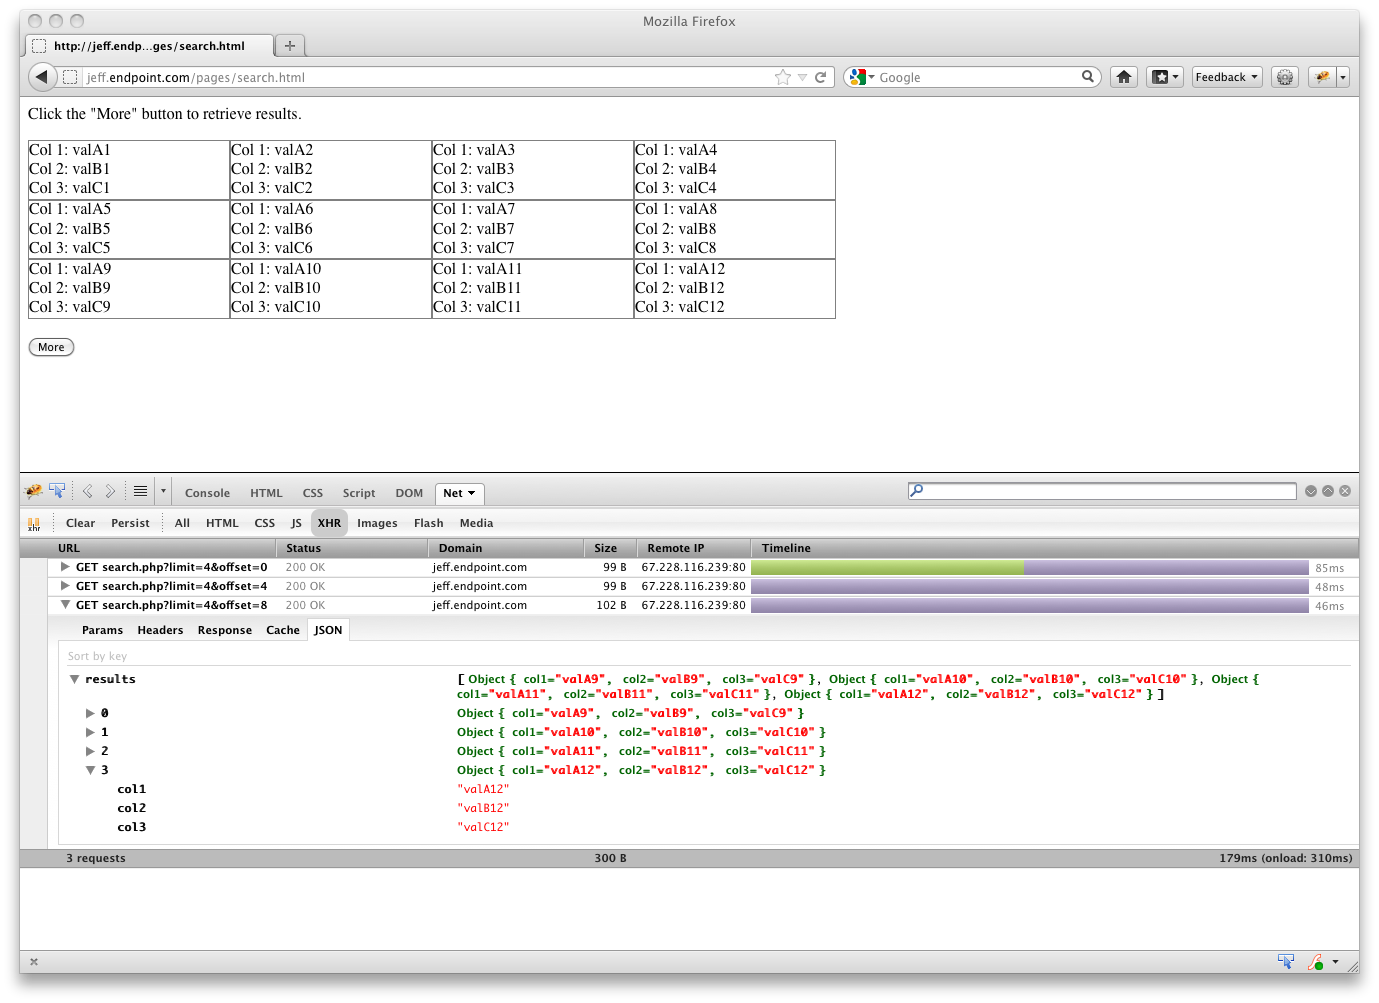 Mozilla Firefox
http://jeff.endp...ges/search.html
jeff.endpoint.com/pages/search.html
Google
Feedback
Click the "More" button to retrieve results.
Col 1: valA1 Col 1: valA2 Col 1: valA3 Col 1: valA4
Col 2: valB1 Col 2: valB2 Col 2: valB3 Col 2: valB4
Col 3: valC1 Col 3: valC2 Col 3: valC3 Col 3: valC4
Col 1: valA5 Col 1: valA6 Col 1: valA7 Col 1: valA8
Col 2: valB5 Col 2: valB6 Col 2: valB7 Col 2: valB8
Col 3: valC5 Col 3: valC6 Col 3: valC7 Col 3: valC8
Col 1: valA9 Col 1: valA10 Col 1: valA11 Col 1: valA12
Col 2: valB9 Col 2: valB10 Col 2: valB11 Col 2: valB12
Col 3: valC9 Col 3: valC10 Col 3: valC11 Col 3: valC12
More
Console HTML CSS Script DOM Net
xhr Clear Persist All HTML CSS JS XHR Images Flash Media
URL Status Domain Size Remote IP Timeline
GET search.php?limit=4&offset=0 200 OK jeff.endpoint.com 99 B 67.228.116.239:80 85ms
GET search.php?limit=4&offset=4 200 OK jeff.endpoint.com 99 B 67.228.116.239:80 48ms
GET search.php?limit=4&offset=8 200 OK jeff.endpoint.com 102 B 67.228.116.239:80 46ms
Params Headers Response Cache JSON
Sort by key
results [ Object { col1="valA9", col2="valB9", col3="valC9" }, Object { col1="valA10", col2="valB10", col3="valC10" }, Object {
col1="valA11", col2="valB11", col3="valC11" }, Object { col1="valA12", col2="valB12", col3="valC12" } ]
0 Object { col1="valA9", col2="valB9", col3="valC9" }
1 Object { col1="valA10", col2="valB10", col3="valC10" }
2 Object { col1="valA11", col2="valB11", col3="valC11" }
3 Object { col1="valA12", col2="valB12", col3="valC12" }
col1 "valA12"
col2 "valB12"
col3 "valC12"
3 requests 300 B 179ms (onload: 310ms)